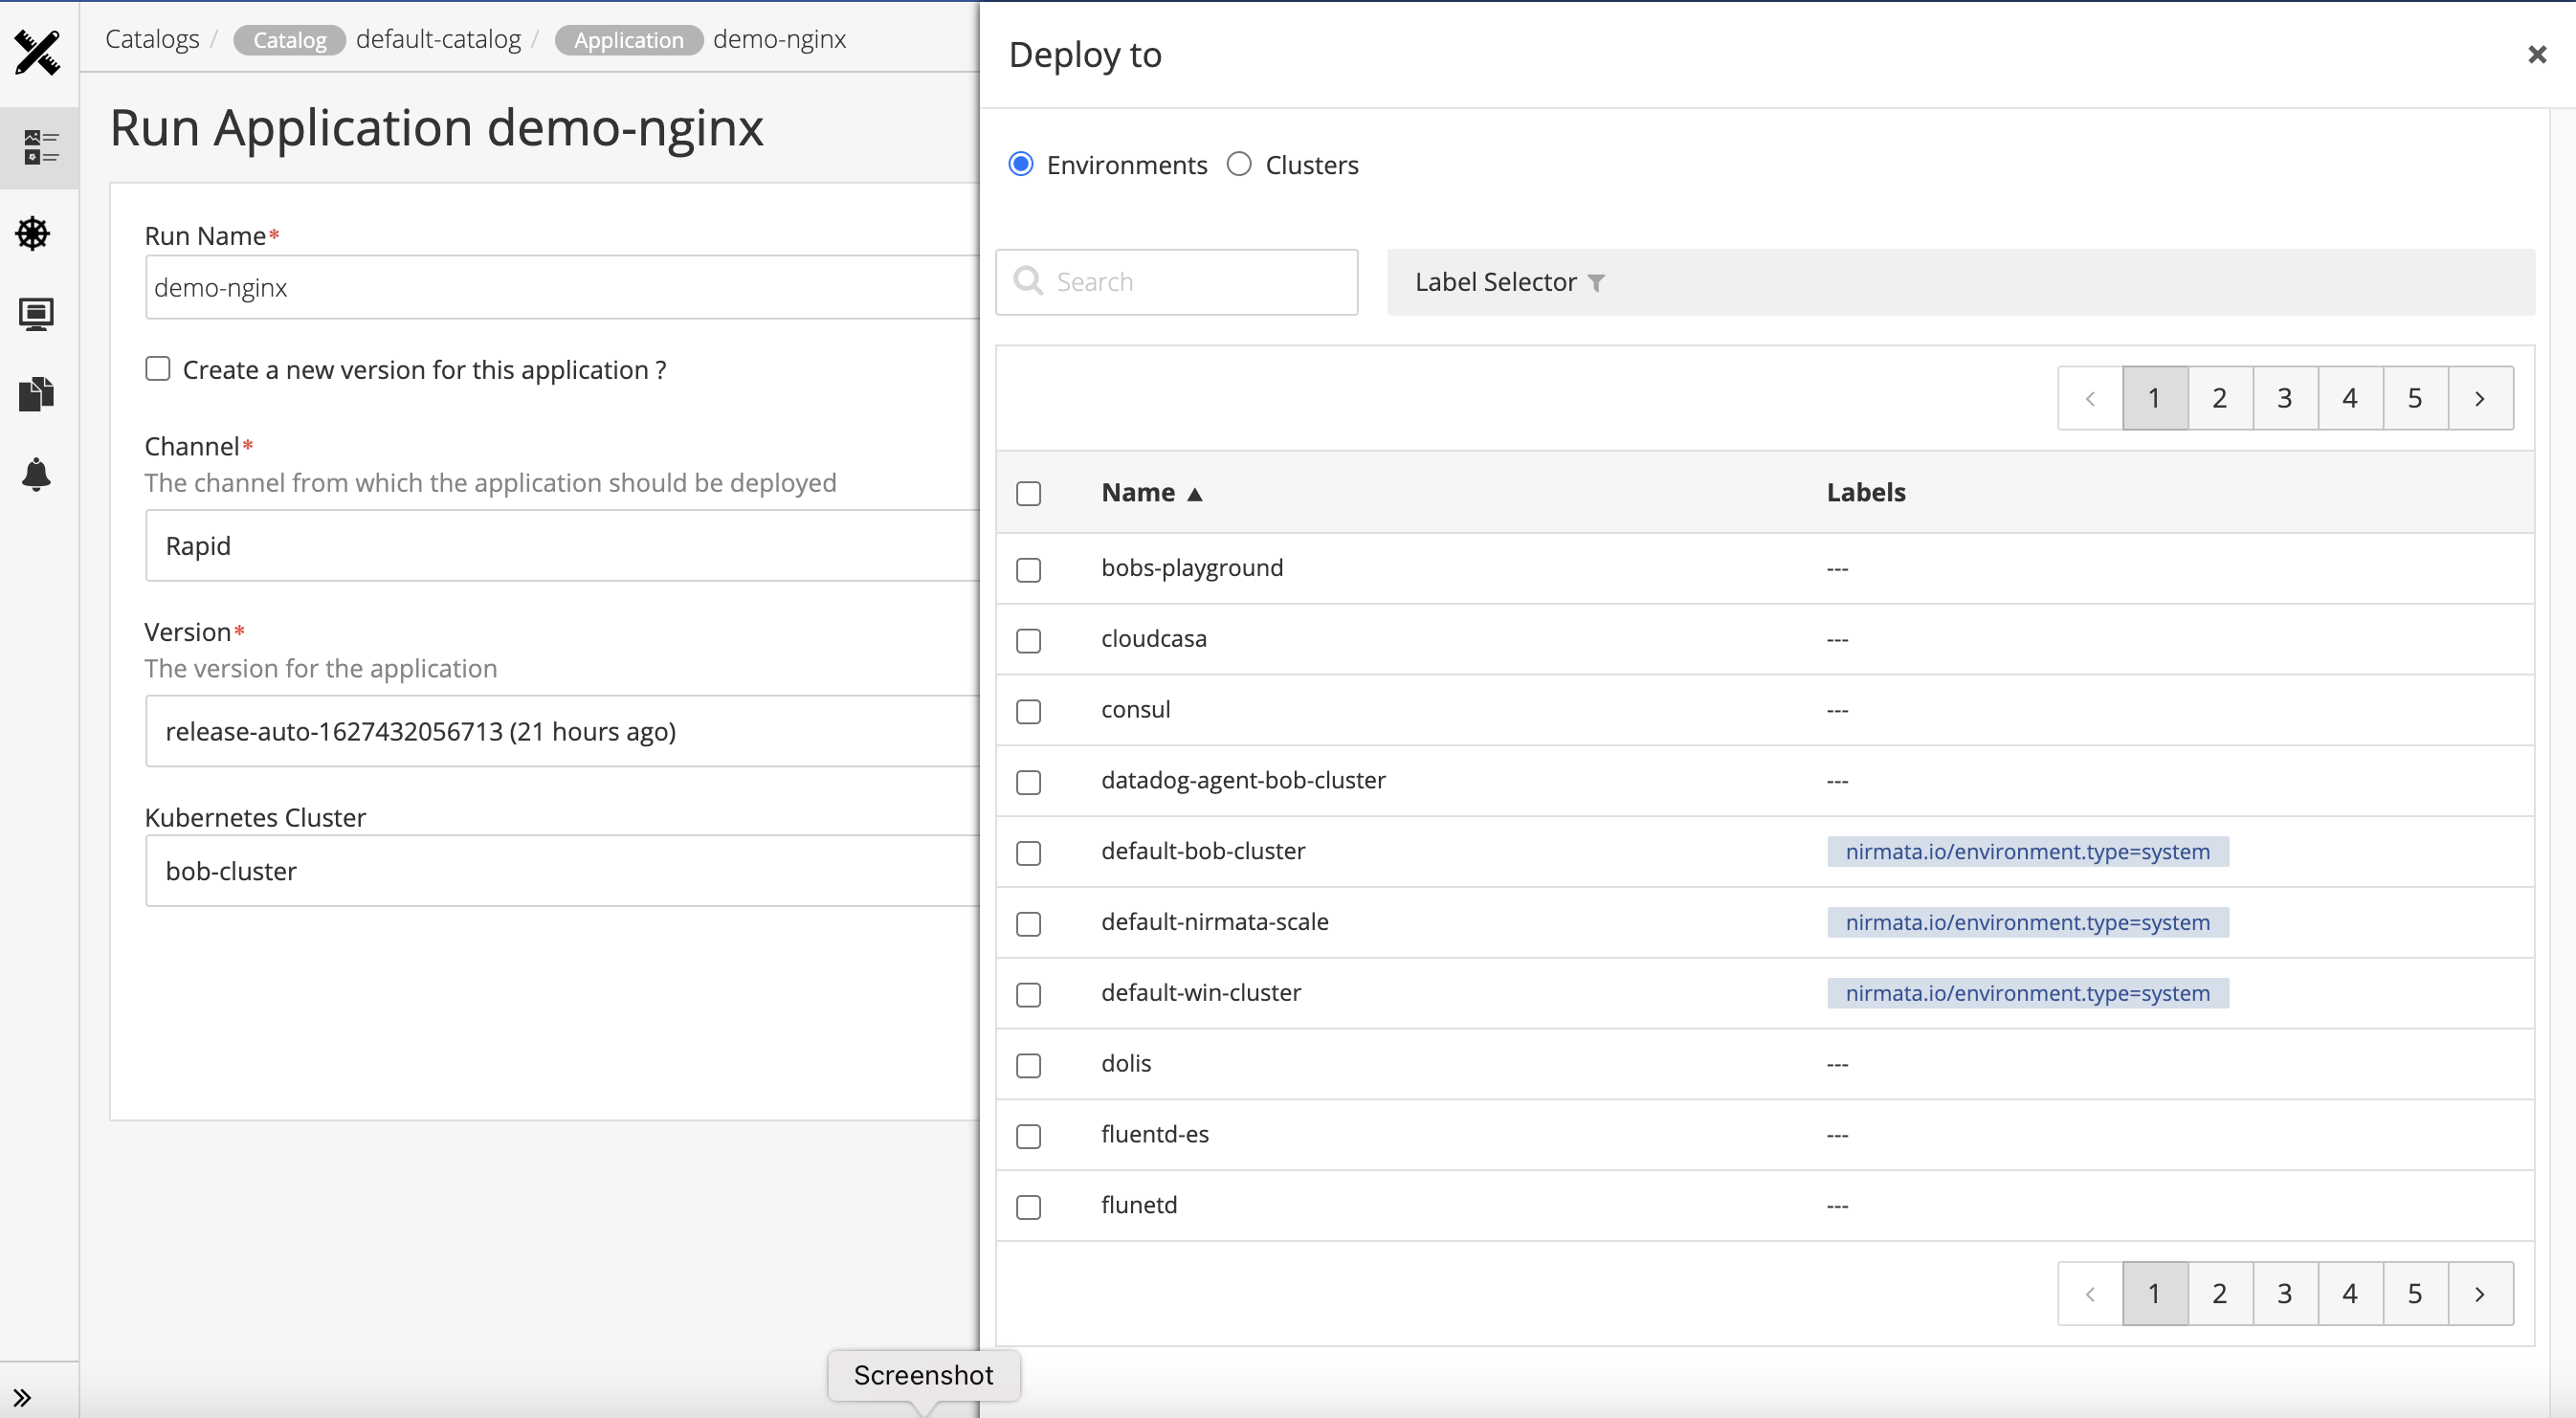 Catalogs / Catalog default-catalog / Application demo-nginx
Run Application demo-nginx
Run Name*
demo-nginx
Create a new version for this application ?
Channel*
The channel from which the application should be deployed
Rapid
Version*
The version for the application
release-auto-1627432056713 (21 hours ago)
Kubernetes Cluster
bob-cluster
Deploy to
Environments Clusters
Search
Label Selector
< 1 2 3 4 5 >
Name ▲ Labels
bobs-playground ---
cloudcasa ---
consul ---
datadog-agent-bob-cluster ---
default-bob-cluster nirmata.io/environment.type=system
default-nirmata-scale nirmata.io/environment.type=system
default-win-cluster nirmata.io/environment.type=system
dolis ---
fluentd-es ---
flunetd ---
< 1 2 3 4 5 >
Screenshot